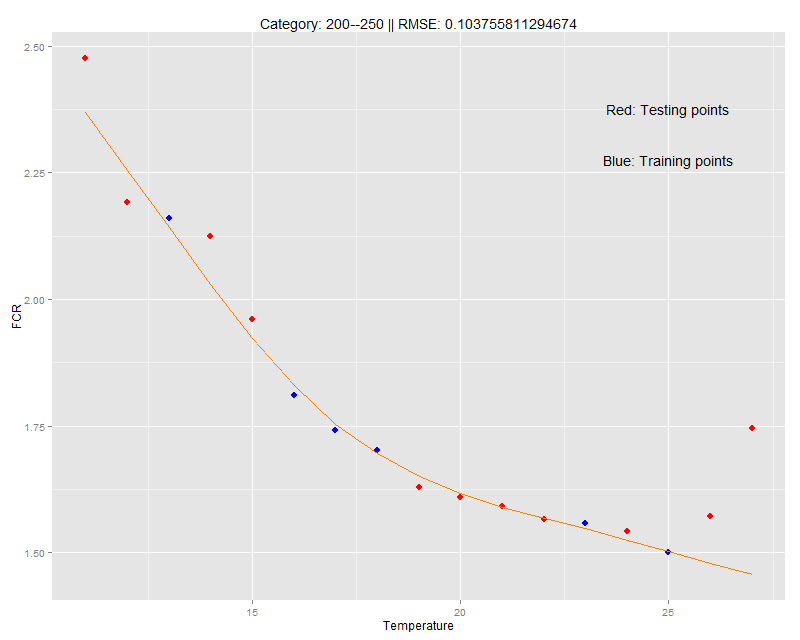 Category: 200--250 || RMSE: 0.103755811294674
2.50
Red: Testing points
Blue: Training points
2.25
2.00
FCR
1.75
1.50
15 20 25
Temperature